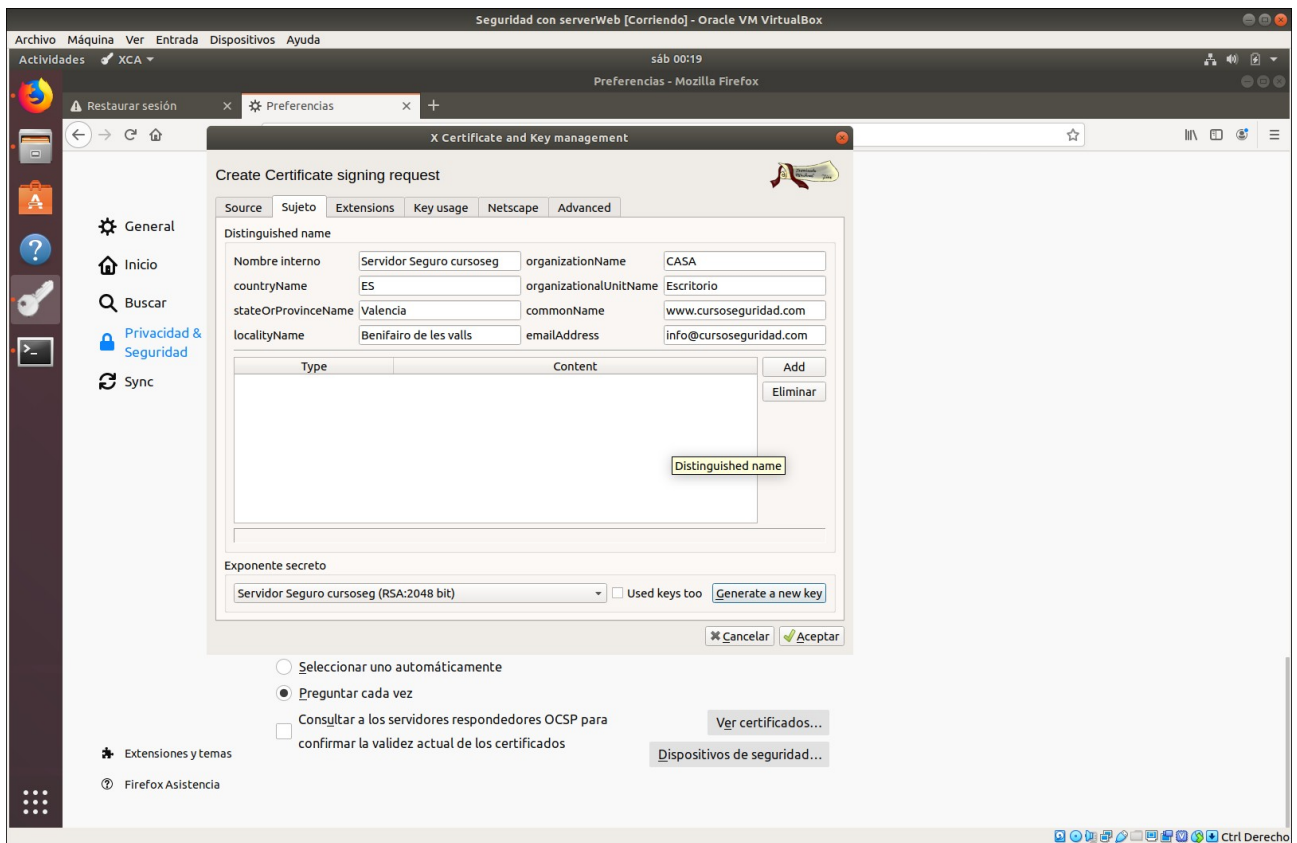 Seguridad con serverWeb [Corriendo] - Oracle VM VirtualBox
Archivo Máquina Ver Entrada Dispositivos Ayuda
Actividades XCA sáb 00:19
Preferencias - Mozilla Firefox
Restaurar sesión Preferencias
X Certificate and Key management
Create Certificate signing request
Source Sujeto Extensions Key usage Netscape Advanced
Distinguished name
Nombre interno Servidor Seguro cursoseg organizationName CASA
countryName ES organizationalUnitName Escritorio
stateOrProvinceName Valencia commonName www.cursoseguridad.com
localityName Benifairo de les valls emailAddress info@cursoseguridad.com
Type Content Add
Eliminar
Distinguished name
Exponente secreto
Servidor Seguro cursoseg (RSA:2048 bit) Used keys too Generate a new key
Cancelar Aceptar
General
Inicio
Buscar
Privacidad &
Seguridad
Sync
Seleccionar uno automáticamente
Preguntar cada vez
Consultar a los servidores respondedores OCSP para
confirmar la validez actual de los certificados
Ver certificados...
Dispositivos de seguridad...
Extensiones y temas
Firefox Asistencia
Ctrl Derecho